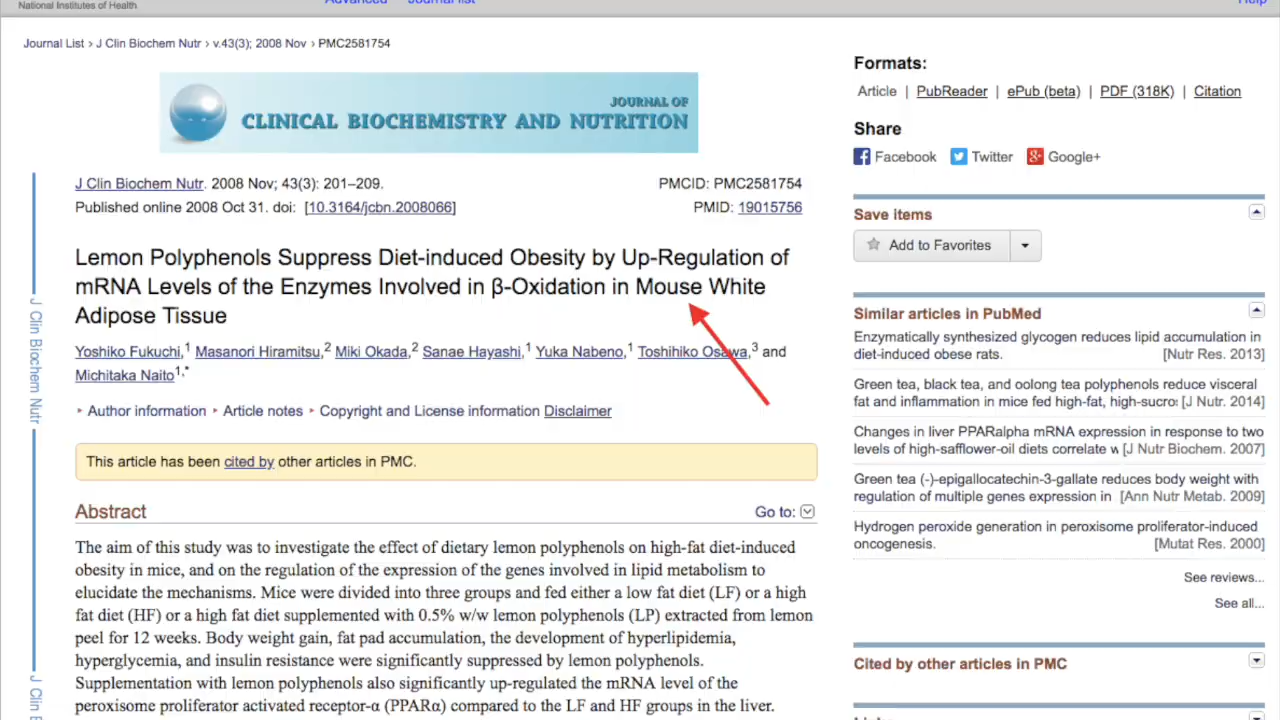 National Institutes of Health
Advanced Journal list
Help
Journal List › J Clin Biochem Nutr › v.43(3); 2008 Nov › PMC2581754
JOURNAL OF
CLINICAL BIOCHEMISTRY AND NUTRITION
J Clin Biochem Nutr. 2008 Nov; 43(3): 201–209.
PMCID: PMC2581754
Published online 2008 Oct 31. doi: [10.3164/jcbn.2008066]
PMID: 19015756
Lemon Polyphenols Suppress Diet-induced Obesity by Up-Regulation of
mRNA Levels of the Enzymes Involved in β-Oxidation in Mouse White
Adipose Tissue
Yoshiko Fukuchi,1 Masanori Hiramitsu,2 Miki Okada,2 Sanae Hayashi,1 Yuka Nabeno,1 Toshihiko Osawa,3 and
Michitaka Naito1,*
▸ Author information ▸ Article notes ▸ Copyright and License information Disclaimer
This article has been cited by other articles in PMC.
Abstract
Go to:
The aim of this study was to investigate the effect of dietary lemon polyphenols on high-fat diet-induced
obesity in mice, and on the regulation of the expression of the genes involved in lipid metabolism to
elucidate the mechanisms. Mice were divided into three groups and fed either a low fat diet (LF) or a high
fat diet (HF) or a high fat diet supplemented with 0.5% w/w lemon polyphenols (LP) extracted from lemon
peel for 12 weeks. Body weight gain, fat pad accumulation, the development of hyperlipidemia,
hyperglycemia, and insulin resistance were significantly suppressed by lemon polyphenols.
Supplementation with lemon polyphenols also significantly up-regulated the mRNA level of the
peroxisome proliferator activated receptor-α (PPARα) compared to the LF and HF groups in the liver.
J Clin Biochem Nutr
J Clin B
Formats:
Article | PubReader | ePub (beta) | PDF (318K) | Citation
Share
Facebook Twitter Google+
Save items
Add to Favorites
Similar articles in PubMed
Enzymatically synthesized glycogen reduces lipid accumulation in
diet-induced obese rats. [Nutr Res. 2013]
Green tea, black tea, and oolong tea polyphenols reduce visceral
fat and inflammation in mice fed high-fat, high-sucro: [J Nutr. 2014]
Changes in liver PPARalpha mRNA expression in response to two
levels of high-safflower-oil diets correlate w [J Nutr Biochem. 2007]
Green tea (-)-epigallocatechin-3-gallate reduces body weight with
regulation of multiple genes expression in [Ann Nutr Metab. 2009]
Hydrogen peroxide generation in peroxisome proliferator-induced
oncogenesis. [Mutat Res. 2000]
See reviews...
See all...
Cited by other articles in PMC